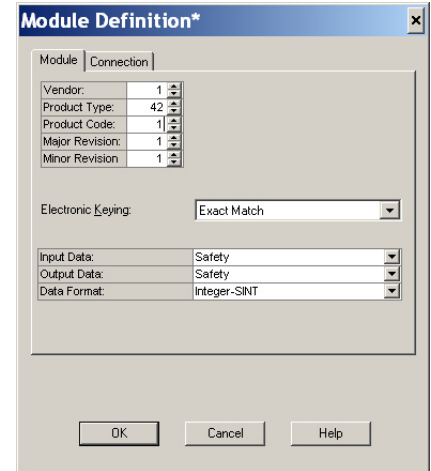 Module Definition*
Module Connection
Vendor: 1
Product Type: 42
Product Code: 1
Major Revision: 1
Minor Revision 1
Electronic Keying: Exact Match
Input Data: Safety
Output Data: Safety
Data Format: Integer-SINT
OK Cancel Help